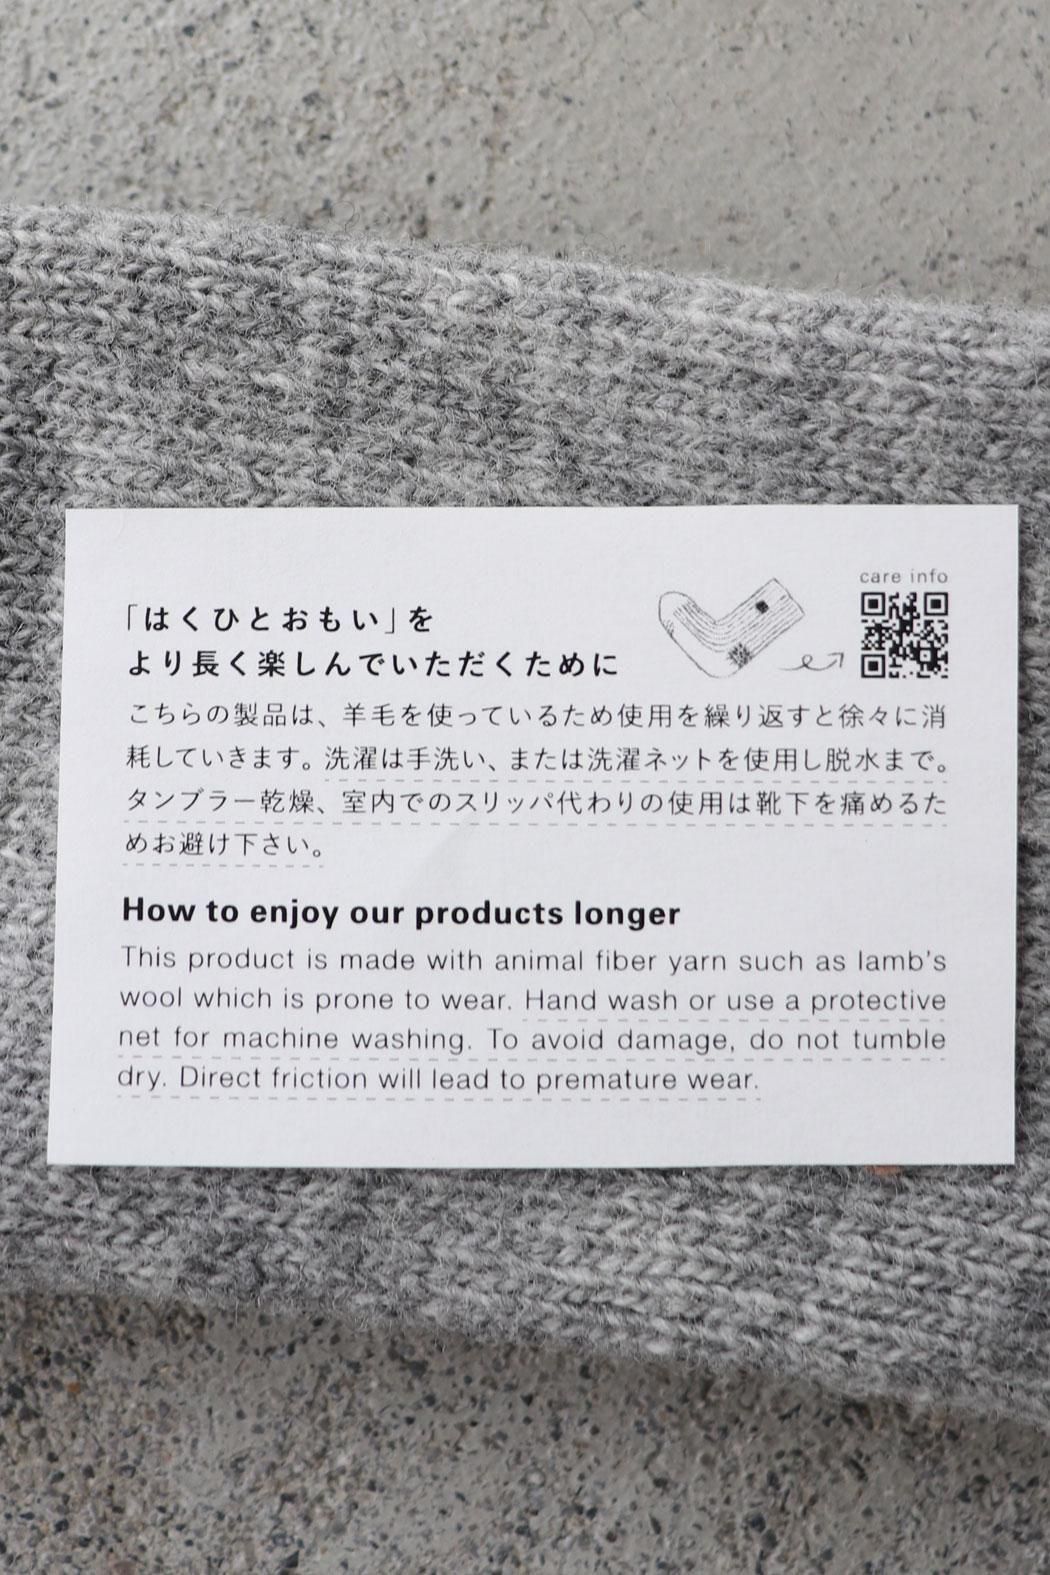 care info
「はくひとおもい」を
より長く楽しんでいただくために
こちらの製品は、羊毛を使っているため使用を繰り返すと徐々に消
耗していきます。洗濯は手洗い、または洗濯ネットを使用し脱水まで。
タンブラー乾燥、室内でのスリッパ代わりの使用は靴下を痛めるた
めお避け下さい。
How to enjoy our products longer
This product is made with animal fiber yarn such as lamb's
wool which is prone to wear. Hand wash or use a protective
net for machine washing. To avoid damage, do not tumble
dry. Direct friction will lead to premature wear.